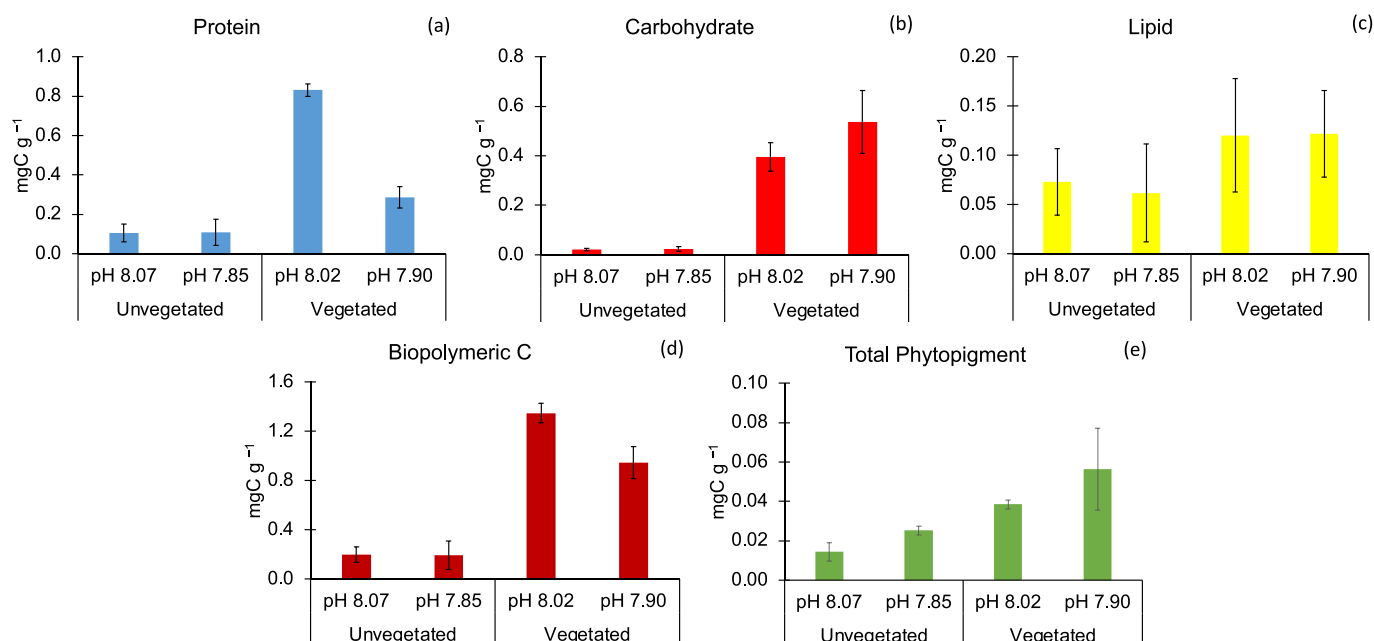 Protein (a)
mgC g ⁻¹
1.0
0.8
0.6
0.4
0.2
0.0
pH 8.07 pH 7.85 pH 8.02 pH 7.90
Unvegetated Vegetated
Carbohydrate (b)
mgC g ⁻¹
0.8
0.6
0.4
0.2
0.0
pH 8.07 pH 7.85 pH 8.02 pH 7.90
Unvegetated Vegetated
Lipid (c)
mgC g ⁻¹
0.20
0.15
0.10
0.05
0.00
pH 8.07 pH 7.85 pH 8.02 pH 7.90
Unvegetated Vegetated
Biopolymeric C (d)
mgC g ⁻¹
1.6
1.2
0.8
0.4
0.0
pH 8.07 pH 7.85 pH 8.02 pH 7.90
Unvegetated Vegetated
Total Phytopigment (e)
mgC g ⁻¹
0.10
0.08
0.06
0.04
0.02
0.00
pH 8.07 pH 7.85 pH 8.02 pH 7.90
Unvegetated Vegetated